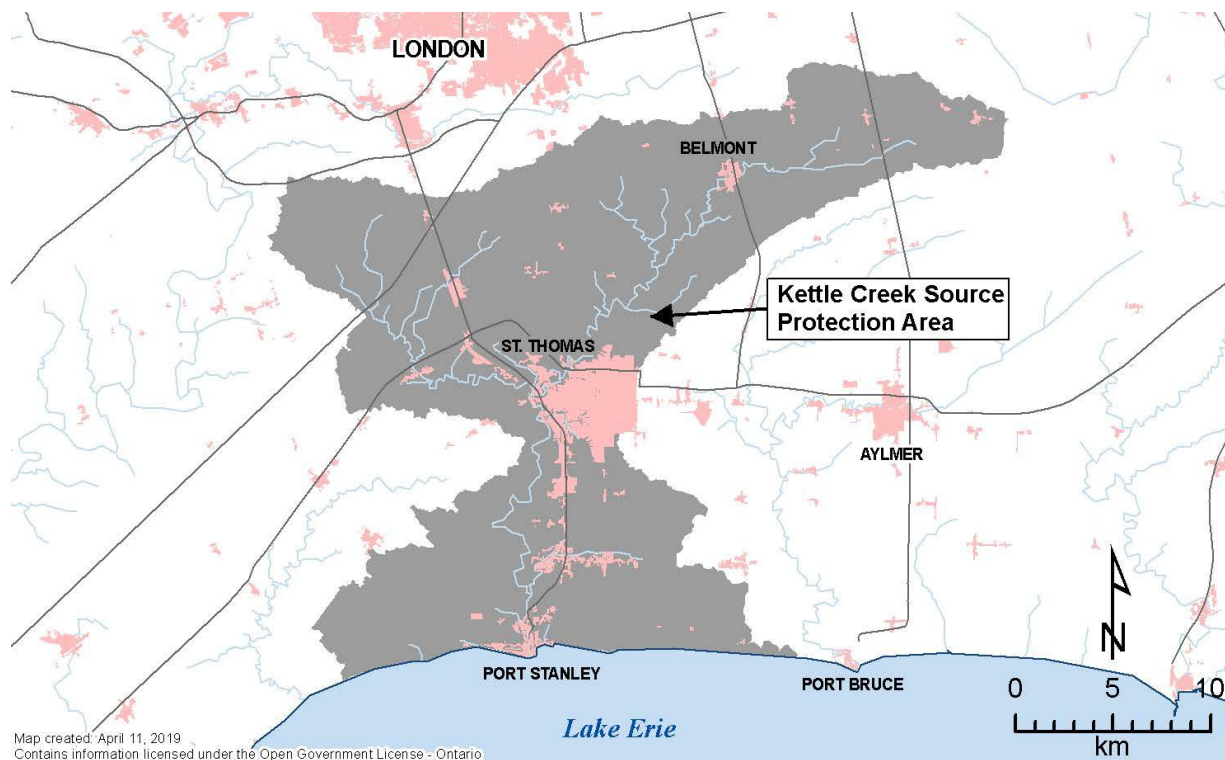 LONDON
BELMONT
Kettle Creek Source
Protection Area
ST. THOMAS
AYLMER
PORT STANLEY
PORT BRUCE
N
0 5 10
km
Lake Erie
Map created: April 11, 2019
Contains information licensed under the Open Government License - Ontario